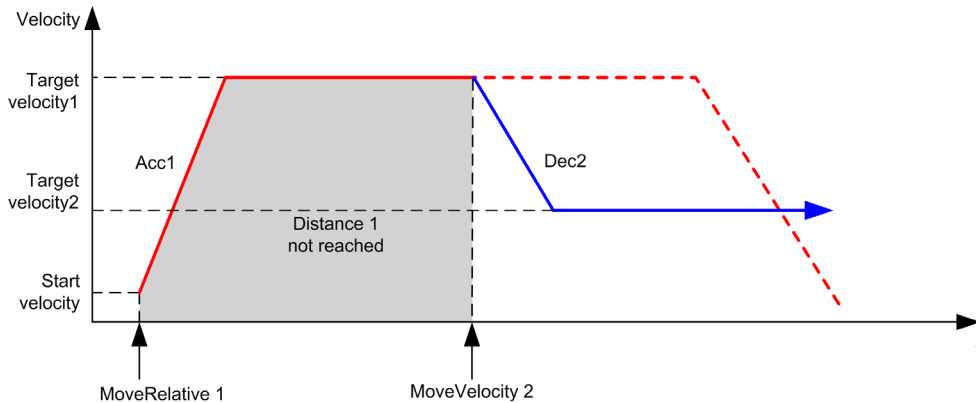 Velocity
Target
velocity1
Acc1
Dec2
Target
velocity2
Distance 1
not reached
Start
velocity
MoveRelative 1
MoveVelocity 2